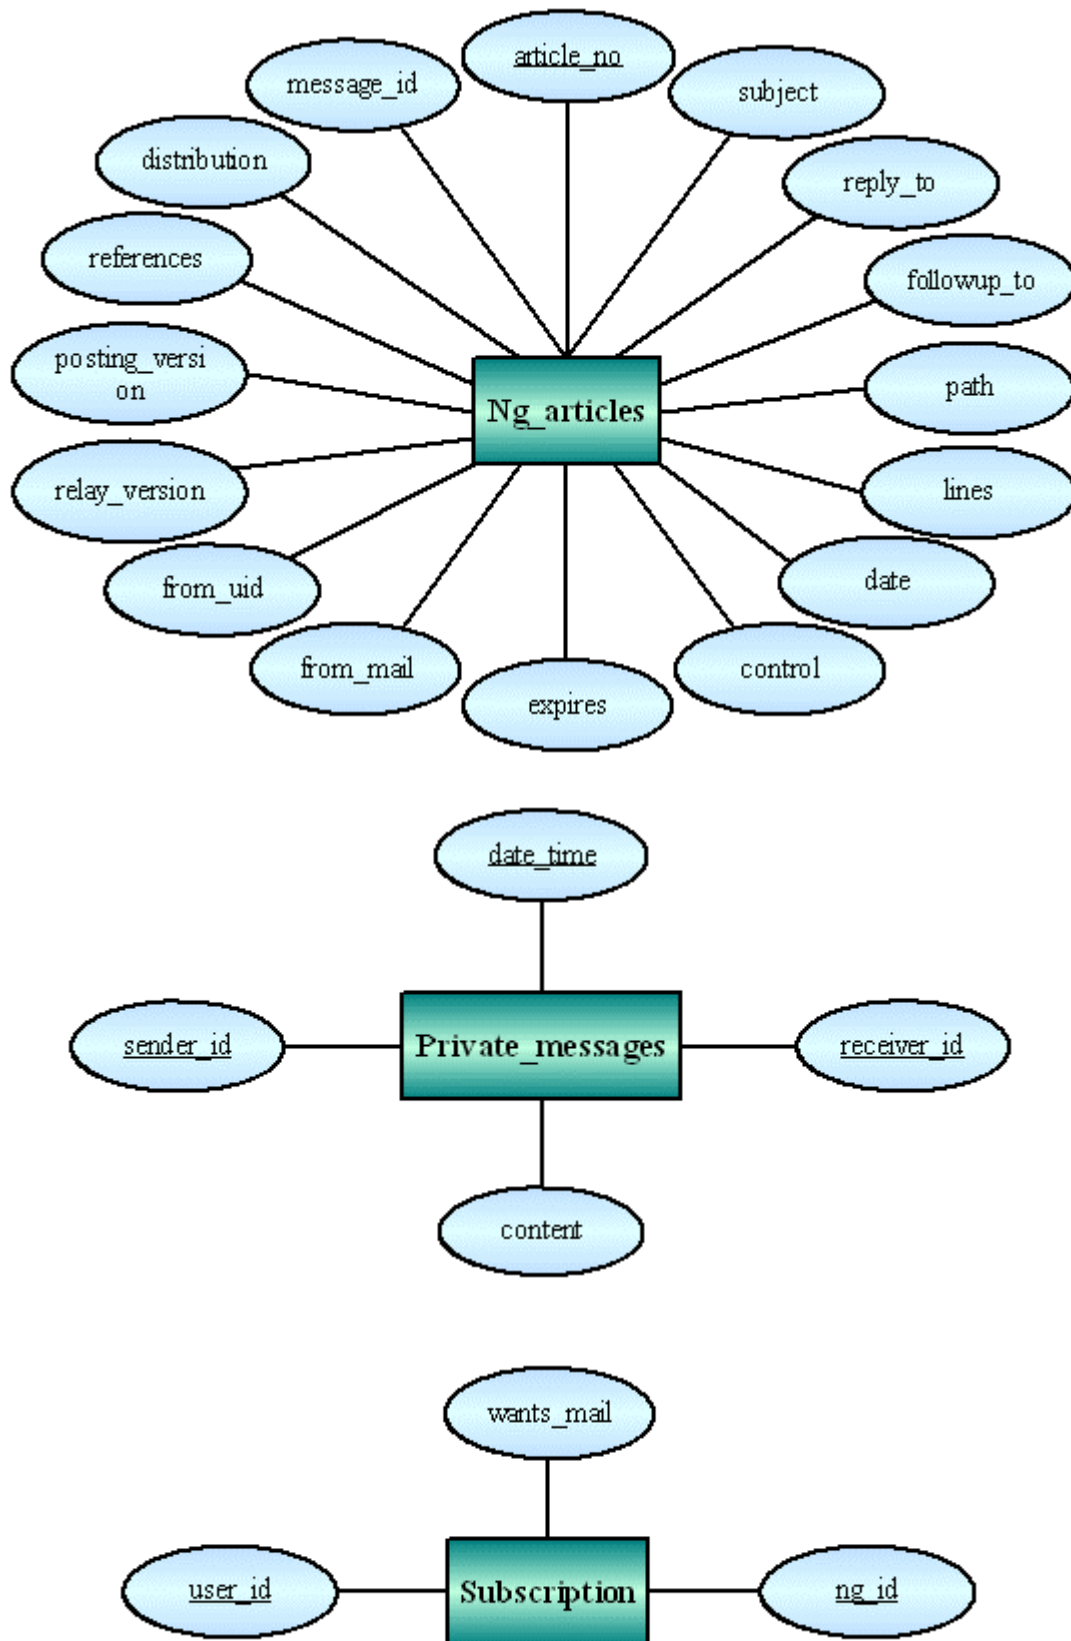 article_no
message_id
subject
distribution
reply_to
references
followup_to
posting_versi
on
path
Ng_articles
relay_version
lines
from_uid
date
from_mail
control
expires
date_time
sender_id
Private_messages
receiver_id
content
wants_mail
user_id
Subscription
ng_id